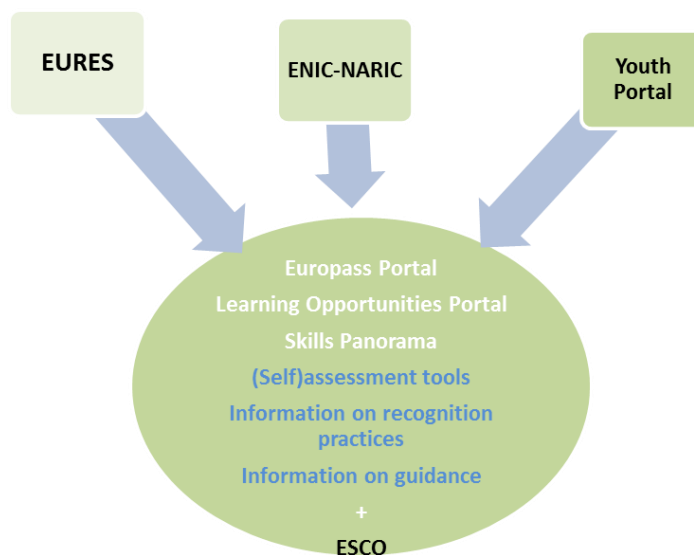 EURES
ENIC-NARIC
Youth
Portal
Europass Portal
Learning Opportunities Portal
Skills Panorama
(Self)assessment tools
Information on recognition
practices
Information on guidance
+
ESCO